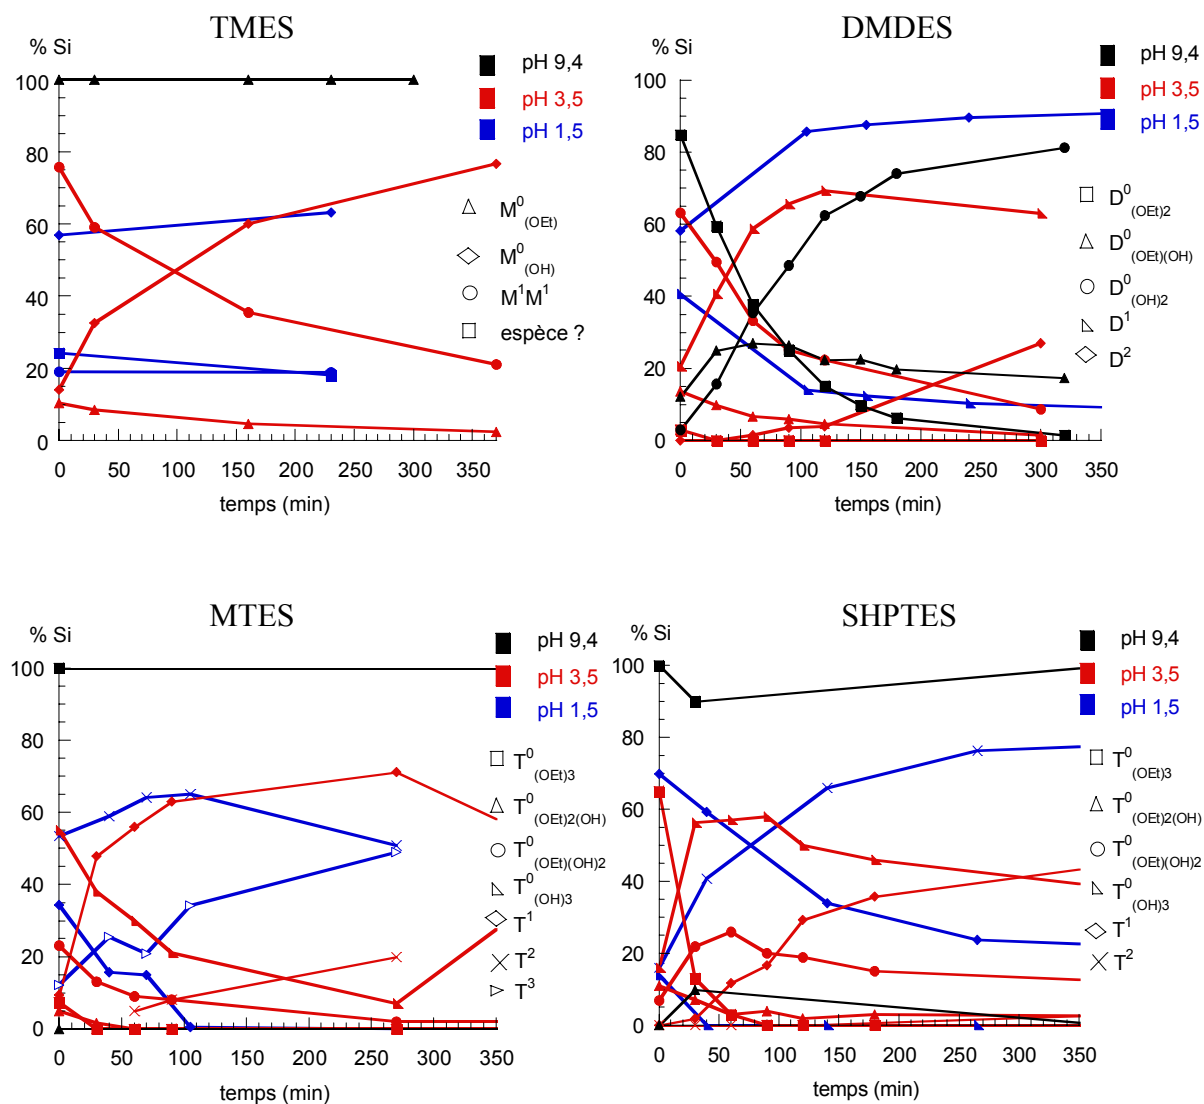 TMES
% Si
pH 9,4
pH 3,5
pH 1,5
100
80
60
40
20
0
M⁰(OEt)
M⁰(OH)
M¹M¹
espèce ?
0 50 100 150 200 250 300 350
temps (min)
DMDES
% Si
pH 9,4
pH 3,5
pH 1,5
100
80
60
40
20
0
D⁰(OEt)2
D⁰(OEt)(OH)
D⁰(OH)2
D¹
D²
0 50 100 150 200 250 300 350
temps (min)
MTES
% Si
pH 9,4
pH 3,5
pH 1,5
100
80
60
40
20
0
T⁰(OEt)3
T⁰(OEt)2(OH)
T⁰(OEt)(OH)2
T⁰(OH)3
T¹
T²
T³
0 50 100 150 200 250 300 350
temps (min)
SHPTES
% Si
pH 9,4
pH 3,5
pH 1,5
100
80
60
40
20
0
T⁰(OEt)3
T⁰(OEt)2(OH)
T⁰(OEt)(OH)2
T⁰(OH)3
T¹
T²
0 50 100 150 200 250 300 350
temps (min)